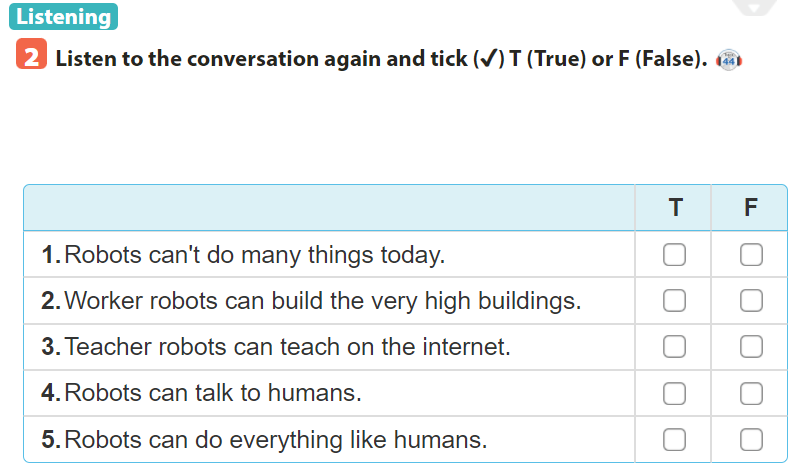 Listening
2 Listen to the conversation again and tick (✓) T (True) or F (False). 44
T F
1. Robots can't do many things today.
2. Worker robots can build the very high buildings.
3. Teacher robots can teach on the internet.
4. Robots can talk to humans.
5. Robots can do everything like humans.